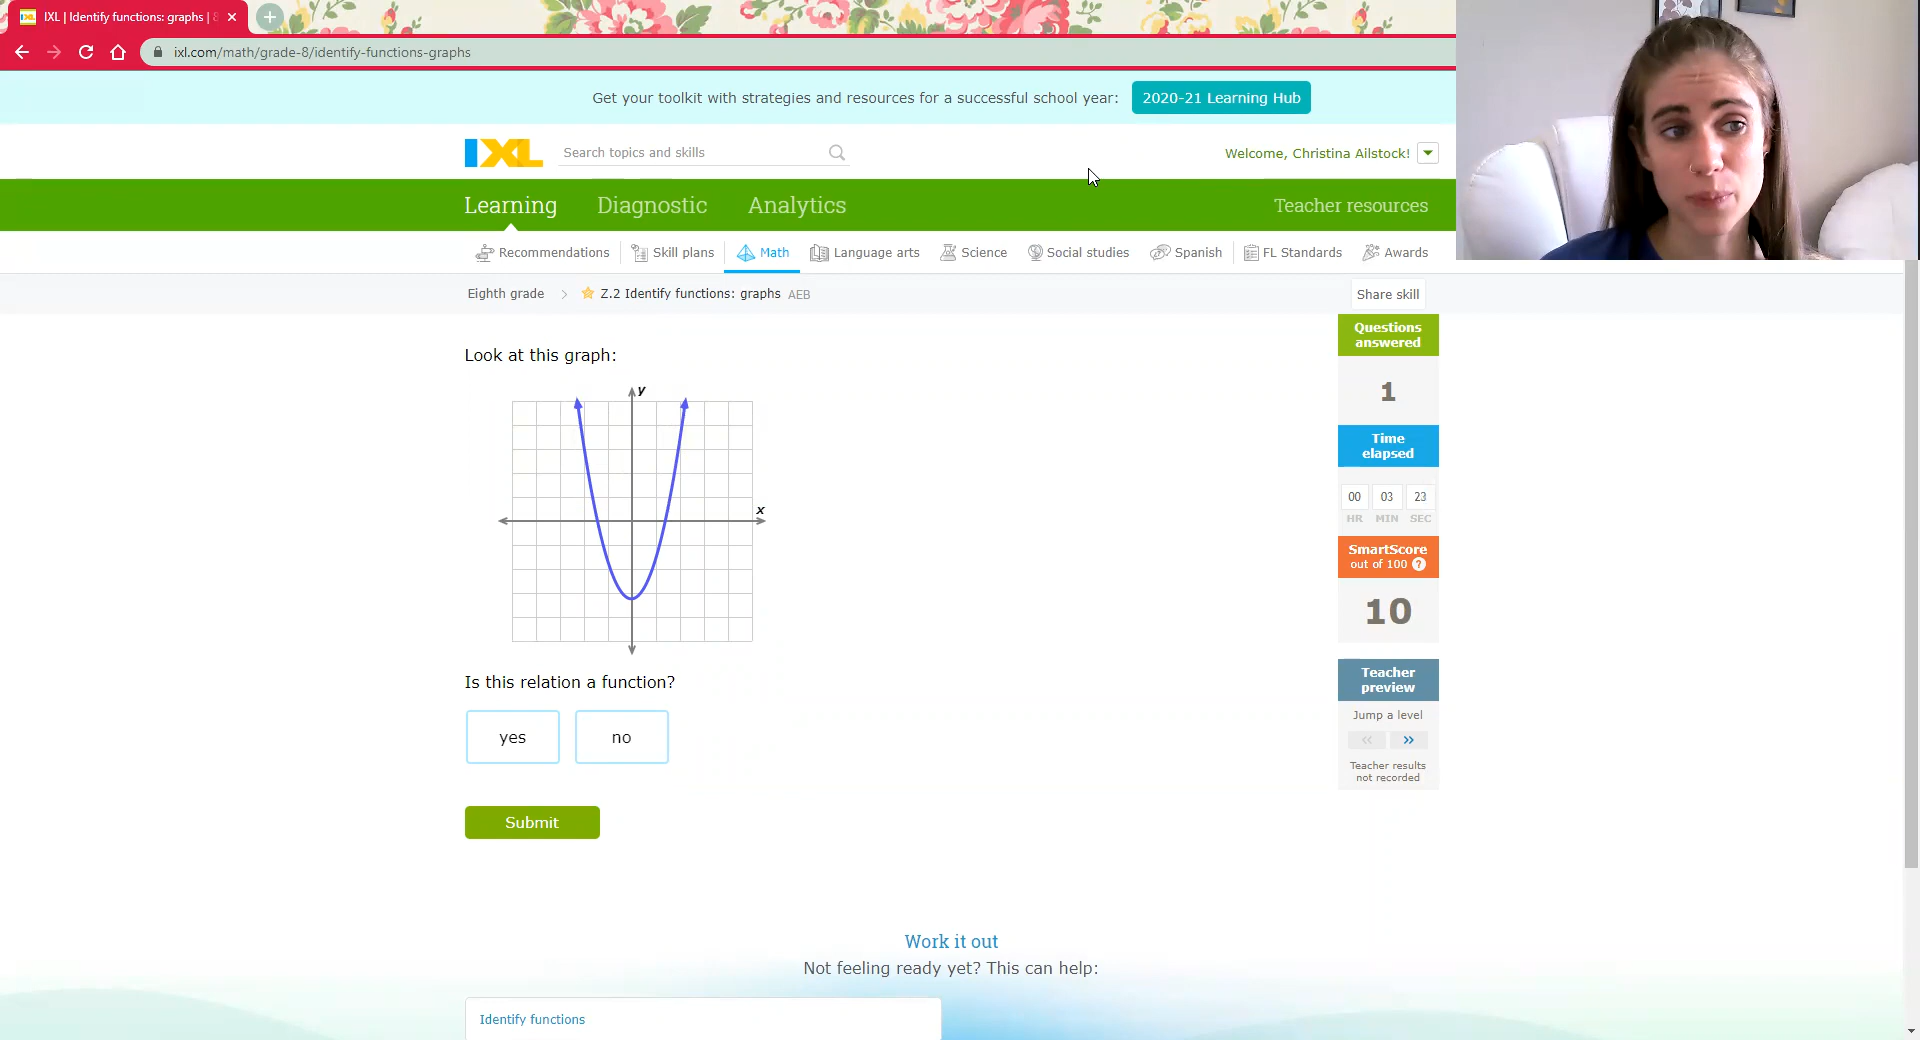 IXL | Identify functions: graphs | 8
ixl.com/math/grade-8/identify-functions-graphs
Get your toolkit with strategies and resources for a successful school year:
2020-21 Learning Hub
IXL
Search topics and skills
Welcome, Christina Ailstock!
Learning
Diagnostic
Analytics
Teacher resources
Recommendations
Skill plans
Math
Language arts
Science
Social studies
Spanish
FL Standards
Awards
Eighth grade
Z.2 Identify functions: graphs AEB
Share skill
Look at this graph:
y
x
Is this relation a function?
yes
no
Submit
Questions
answered
1
Time
elapsed
00 03 23
HR MIN SEC
SmartScore
out of 100 ?
10
Teacher
preview
Jump a level
<< >>
Teacher results
not recorded
Work it out
Not feeling ready yet? This can help:
Identify functions